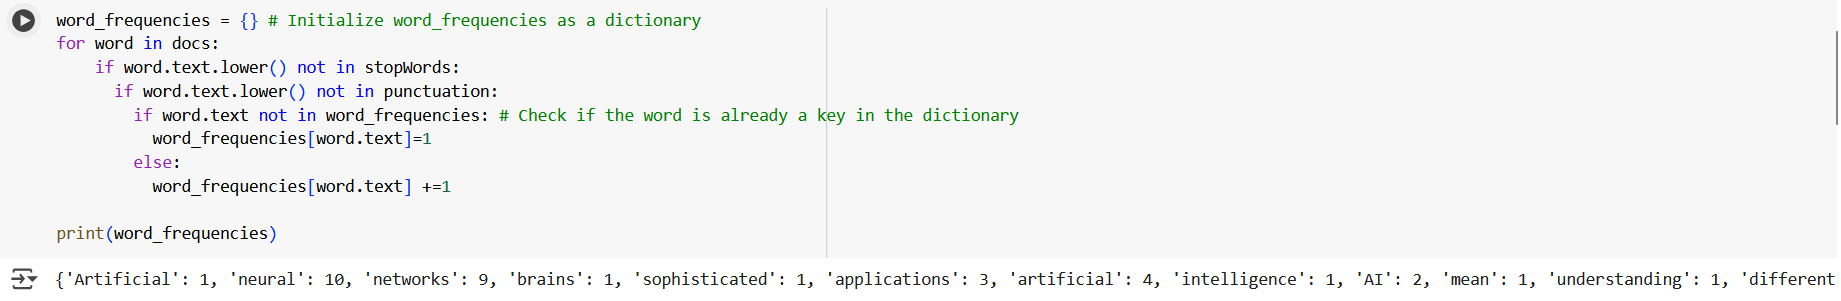 word_frequencies = {} # Initialize word_frequencies as a dictionary
for word in docs:
    if word.text.lower() not in stopWords:
      if word.text.lower() not in punctuation:
        if word.text not in word_frequencies: # Check if the word is already a key in the dictionary
          word_frequencies[word.text]=1
        else:
          word_frequencies[word.text] +=1

print(word_frequencies)
{'Artificial': 1, 'neural': 10, 'networks': 9, 'brains': 1, 'sophisticated': 1, 'applications': 3, 'artificial': 4, 'intelligence': 1, 'AI': 2, 'mean': 1, 'understanding': 1, 'different